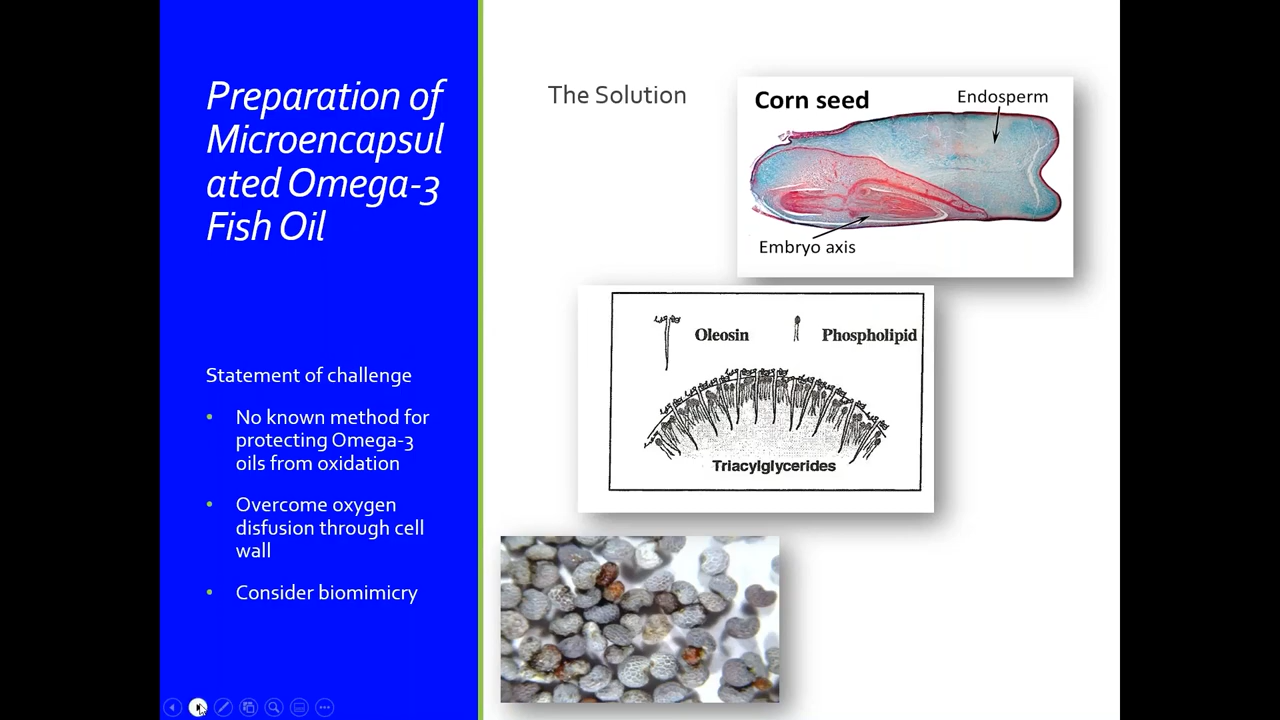 Preparation of
Microencapsul
ated Omega-3
Fish Oil
Statement of challenge
• No known method for
protecting Omega-3
oils from oxidation
• Overcome oxygen
disfusion through cell
wall
• Consider biomimicry
The Solution
Corn seed
Endosperm
Embryo axis
Oleosin
Phospholipid
Triacylglycerides